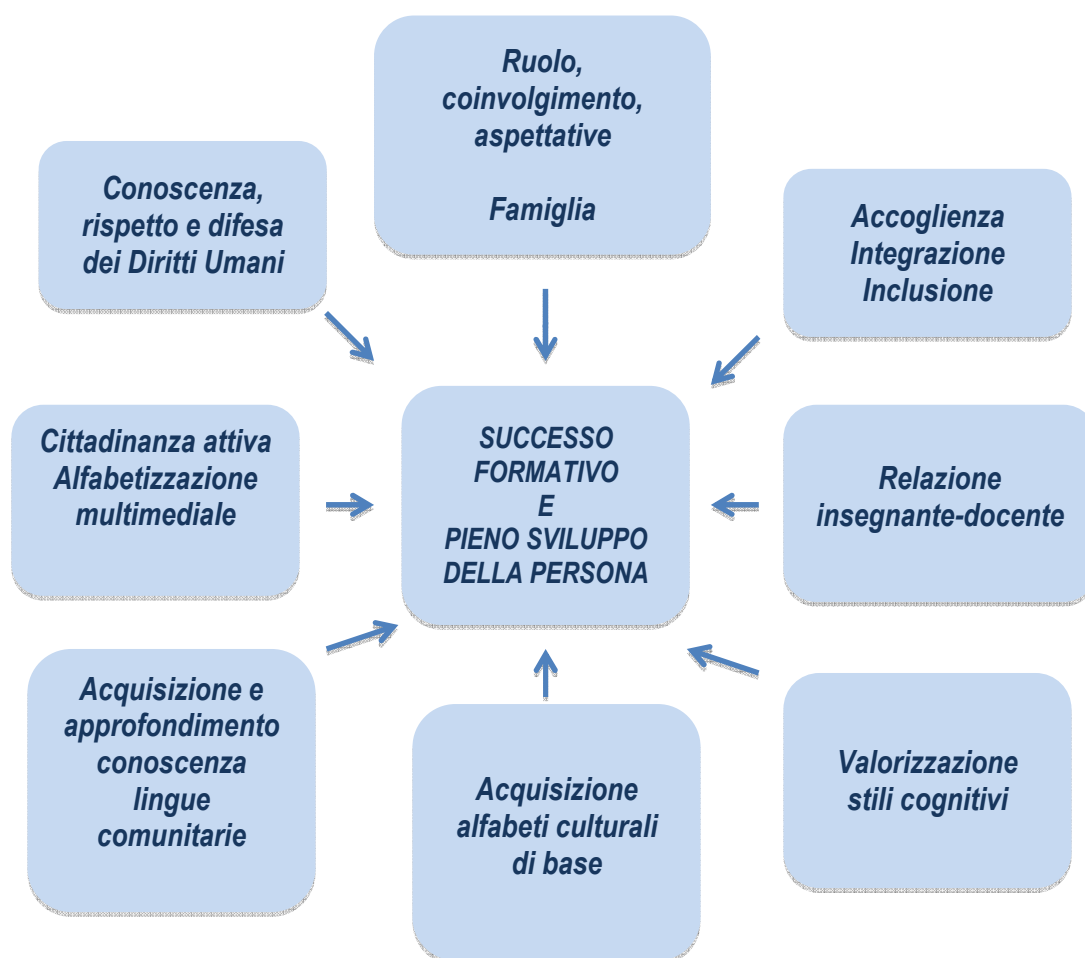 Ruolo,
coinvolgimento,
aspettative
Famiglia
Conoscenza,
rispetto e difesa
dei Diritti Umani
Accoglienza
Integrazione
Inclusione
Cittadinanza attiva
Alfabetizzazione
multimediale
SUCCESSO
FORMATIVO
E
PIENO SVILUPPO
DELLA PERSONA
Relazione
insegnante-docente
Acquisizione e
approfondimento
conoscenza
lingue
comunitarie
Acquisizione
alfabeti culturali
di base
Valorizzazione
stili cognitivi